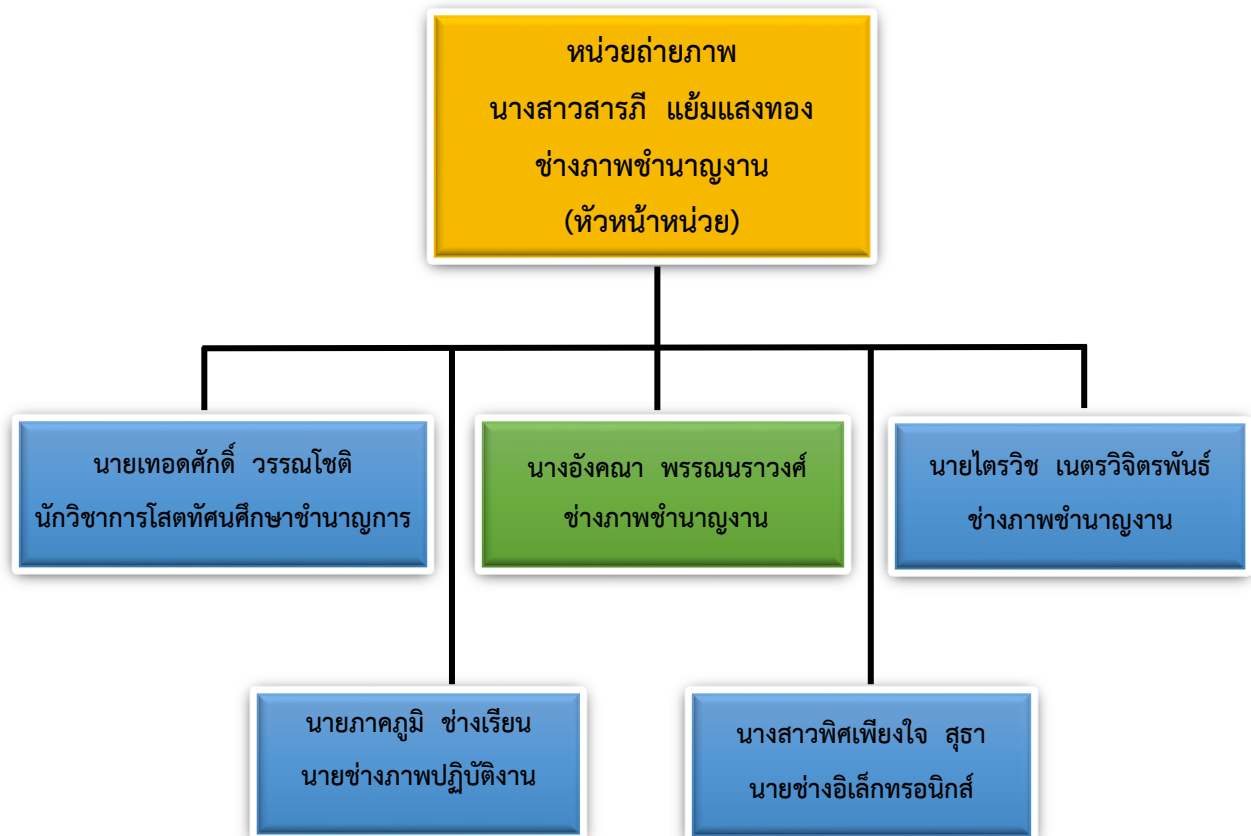 หน่วยถ่ายภาพ
นางสาวสารภี แย้มแสงทอง
ช่างภาพชำนาญงาน
(หัวหน้าหน่วย)
นายเทอดศักดิ์ วรรณโชติ
นักวิชาการโสตทัศนศึกษาชำนาญการ
นางอังคณา พรรณนราวงศ์
ช่างภาพชำนาญงาน
นายไตรวิช เนตรวิจิตรพันธ์
ช่างภาพชำนาญงาน
นายภาคภูมิ ช่างเรียน
นายช่างภาพปฏิบัติงาน
นางสาวพิศเพียงใจ สุธา
นายช่างอิเล็กทรอนิกส์